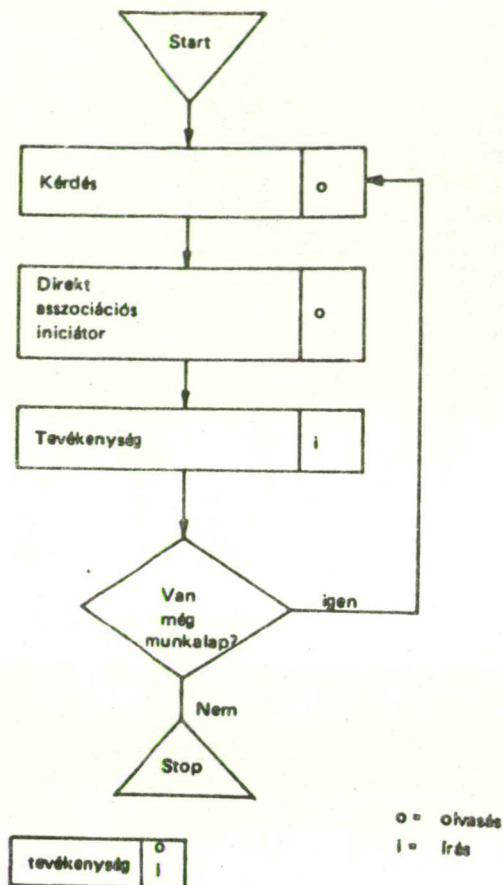 Start
Kérdés
o
Direkt
asszociációs
iniciátor
o
Tevékenység
i
Van
még
munkalap?
igen
Nem
Stop
o = olvasás
i = írás
tevékenység
o
i